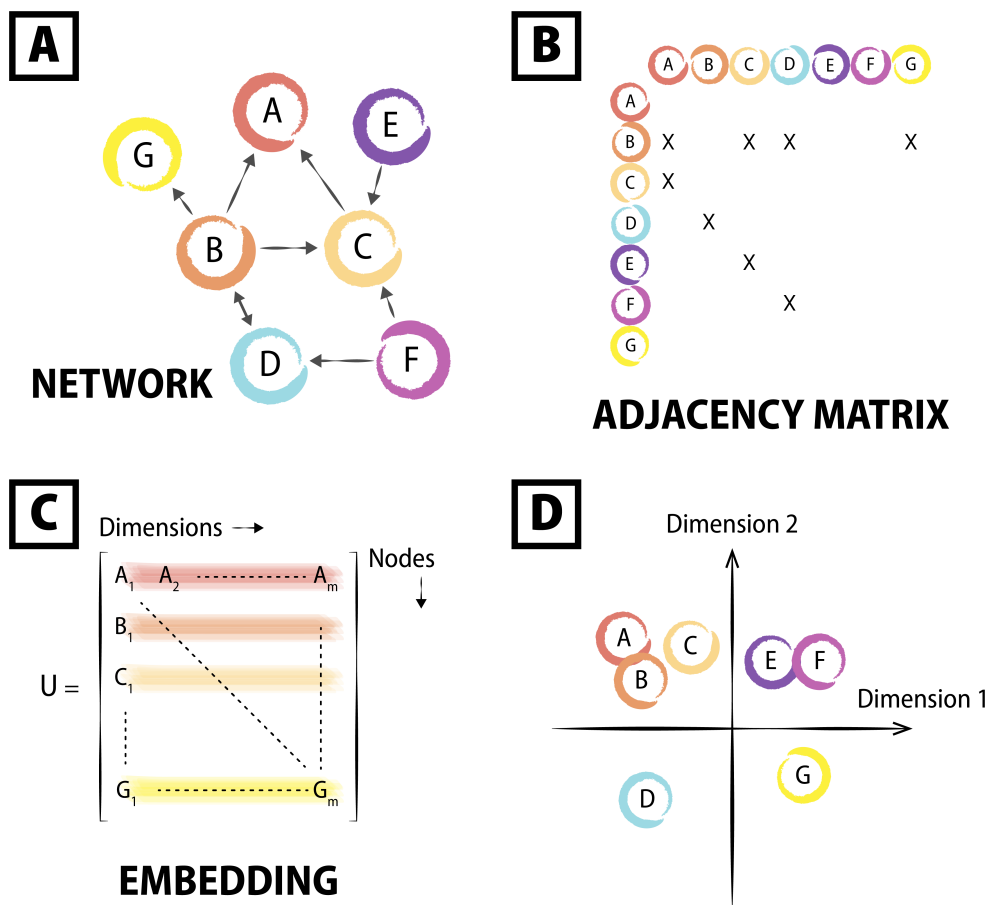 A
G
A
E
B
C
D
F
NETWORK
B
A B C D E F G
A
B X X X X
C X
D X
E X
F X
G
ADJACENCY MATRIX
C
Dimensions
Nodes
A1 A2 Am
B1
C1
U =
G1 Gm
EMBEDDING
D
Dimension 2
A
B
C
E
F
Dimension 1
D
G